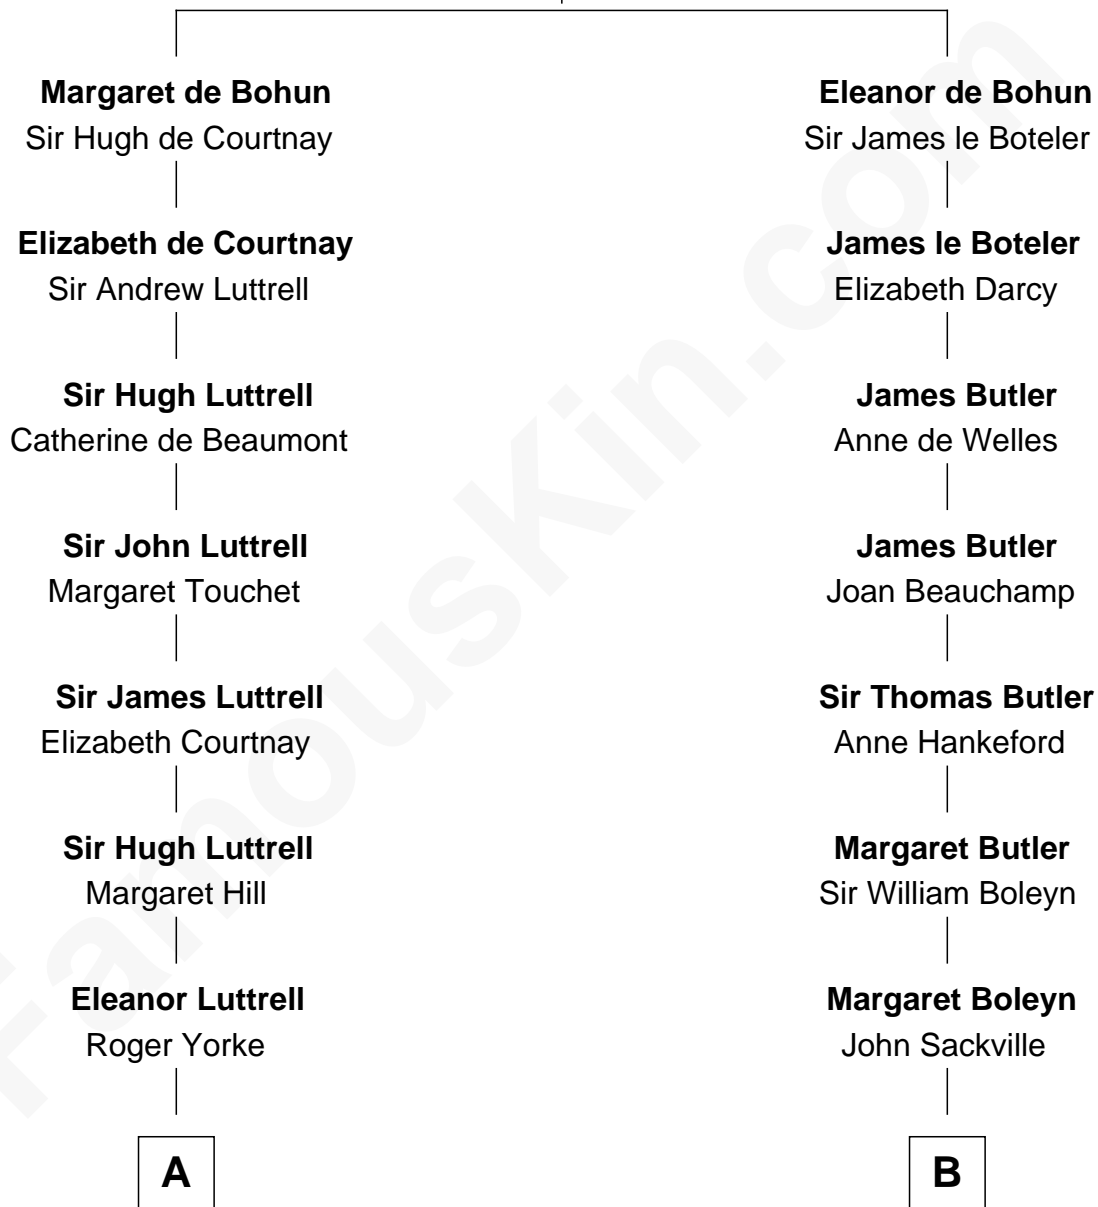 Margaret de Bohun
Sir Hugh de Courtnay
Elizabeth de Courtnay
Sir Andrew Luttrell
Sir Hugh Luttrell
Catherine de Beaumont
Sir John Luttrell
Margaret Touchet
Sir James Luttrell
Elizabeth Courtnay
Sir Hugh Luttrell
Margaret Hill
Eleanor Luttrell
Roger Yorke
A
Eleanor de Bohun
Sir James le Boteler
James le Boteler
Elizabeth Darcy
James Butler
Anne de Welles
James Butler
Joan Beauchamp
Sir Thomas Butler
Anne Hankeford
Margaret Butler
Sir William Boleyn
Margaret Boleyn
John Sackville
B
FamousKin.com